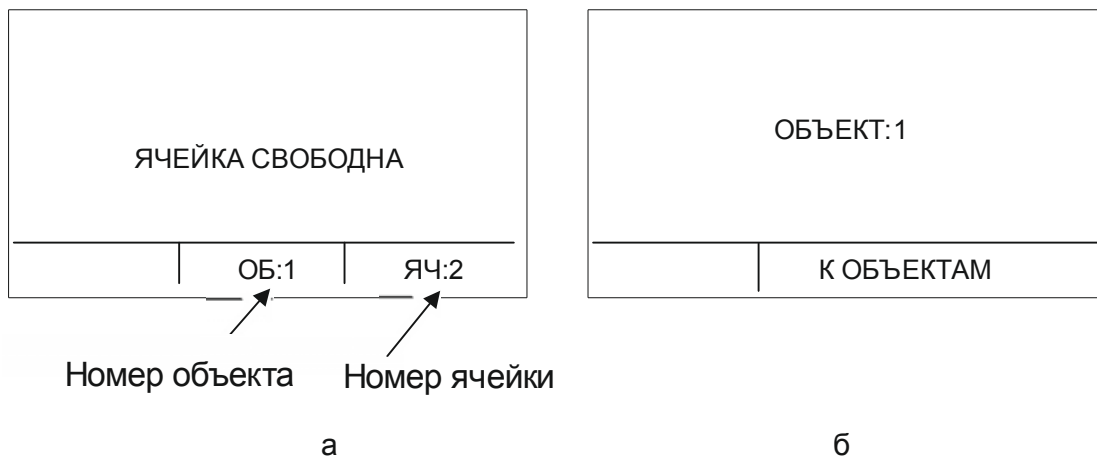 ЯЧЕЙКА СВОБОДНА
ОБ:1
ЯЧ:2
Номер объекта
Номер ячейки
а
ОБЪЕКТ:1
К ОБЪЕКТАМ
б